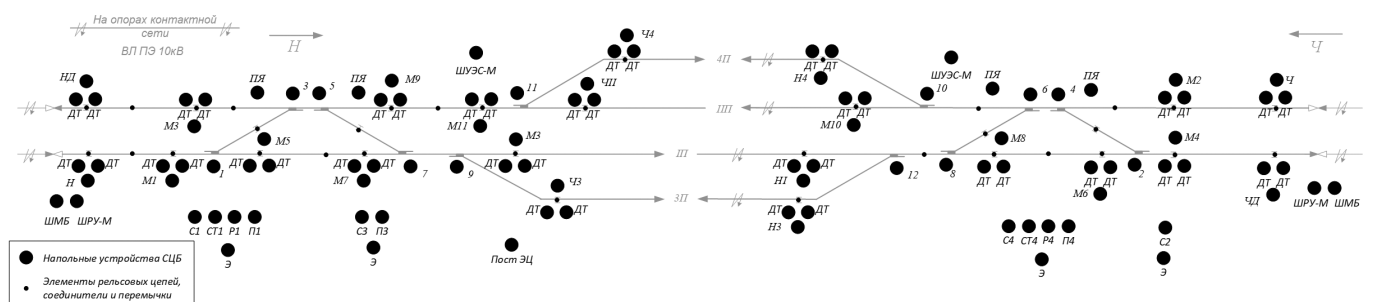 На опорах контактной
сети
ВЛ ПЭ 10кВ
Н
Ч
Ч4
ДТ ДТ
4П
ДТ ДТ
Н4
ШУЭС-М
ШУЭС-М
НД
ДТ ДТ
ПЯ
3
5
ПЯ
М9
ДТ ДТ
11
ЧII
ДТ ДТ
10
ПЯ
6
4
ПЯ
М2
ДТ ДТ
Ч
ДТ ДТ
ДТ ДТ
М3
ДТ ДТ
М11
IIП
ДТ ДТ
М10
М5
М3
М8
М4
ДТ ДТ
Н
ДТ ДТ
М1
1
ДТ ДТ
ДТ ДТ
М7
7
9
ДТ ДТ
IП
ДТ ДТ
Н1
12
8
ДТ ДТ
ДТ ДТ
М6
2
ДТ ДТ
ДТ ДТ
ЧД
Ч3
ДТ ДТ
3П
ДТ ДТ
Н3
ШМБ ШРУ-М
ШРУ-М ШМБ
С1 СТ1 Р1 П1
Э
С3 П3
Э
Пост ЭЦ
С4 СТ4 Р4 П4
Э
С2
Э
Напольные устройства СЦБ
Элементы рельсовых цепей,
соединители и перемычки